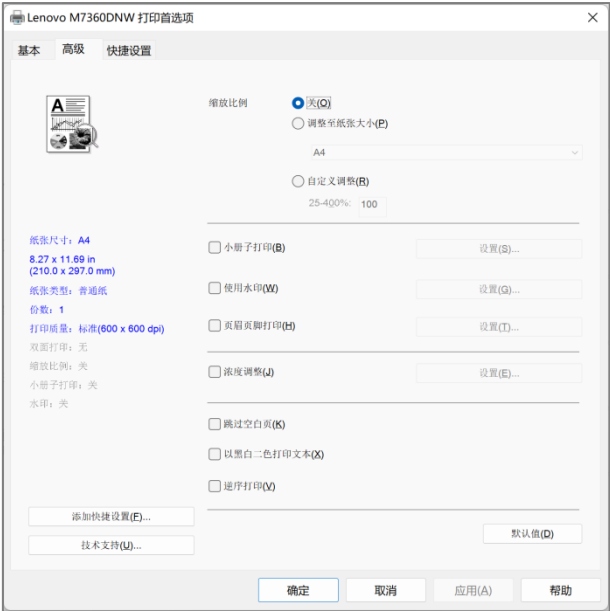 Lenovo M7360DNW 打印首选项
基本 高级 快捷设置
A
缩放比例
关(O)
调整至纸张大小(P)
A4
自定义调整(R)
25-400%: 100
纸张尺寸: A4
8.27 x 11.69 in
(210.0 x 297.0 mm)
纸张类型: 普通纸
份数: 1
打印质量: 标准(600 x 600 dpi)
双面打印: 无
缩放比例: 关
小册子打印: 关
水印: 关
小册子打印(B) 设置(S)...
使用水印(W) 设置(G)...
页眉页脚打印(H) 设置(T)...
浓度调整(J) 设置(E)...
跳过空白页(K)
以黑白二色打印文本(X)
逆序打印(V)
添加快捷设置(F)...
技术支持(U)...
默认值(D)
确定 取消 应用(A) 帮助